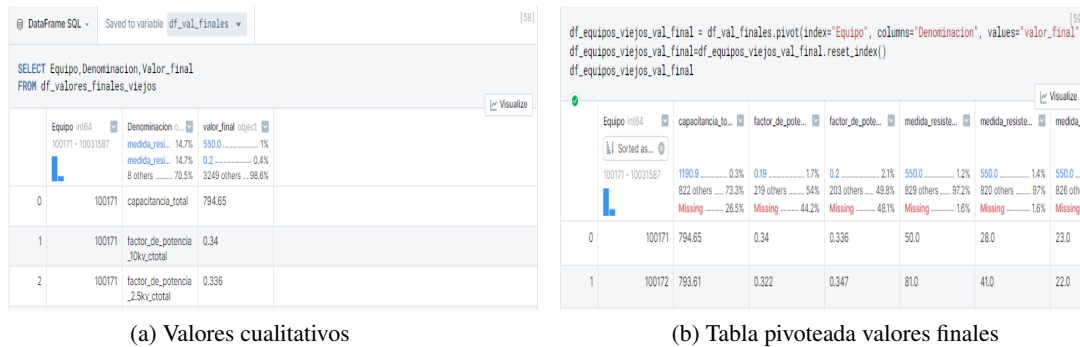 DataFrame SQL
Saved to variable df_val_finales
[58]
SELECT Equipo,Denominacion,Valor_final
FROM df_valores_finales_viejos
Visualize
Equipo int64 Denominacion o... valor_final object
100171 - 10031587 medida_resi... 14.7% 550.0 1%
medida_resi... 14.7% 0.2 0.4%
8 others 70.5% 3249 others 98.6%
0 100171 capacitancia_total 794.65
1 100171 factor_de_potencia 0.34
_10kv_ctotal
2 100171 factor_de_potencia 0.336
_2.5kv_ctotal
(a) Valores cualitativos
[59
df_equipos_viejos_val_final = df_val_finales.pivot(index="Equipo", columns="Denominacion", values="valor_final"
df_equipos_viejos_val_final=df_equipos_viejos_val_final.reset_index()
df_equipos_viejos_val_final
Visualize
Equipo int64 capacitancia_to... factor_de_pote... factor_de_pote... medida_resiste... medida_resiste... medida_
Sorted as...
100171 - 10031587 1190.9 0.3% 0.19 1.7% 0.2 2.1% 550.0 1.2% 550.0 1.4% 550.0
822 others 73.3% 219 others 54% 203 others 49.8% 829 others 97.2% 820 others 97% 826 oth
Missing 26.5% Missing 44.2% Missing 48.1% Missing 1.6% Missing 1.6% Missing
0 100171 794.65 0.34 0.336 50.0 28.0 23.0
1 100172 793.61 0.322 0.347 81.0 41.0 22.0
(b) Tabla pivoteada valores finales